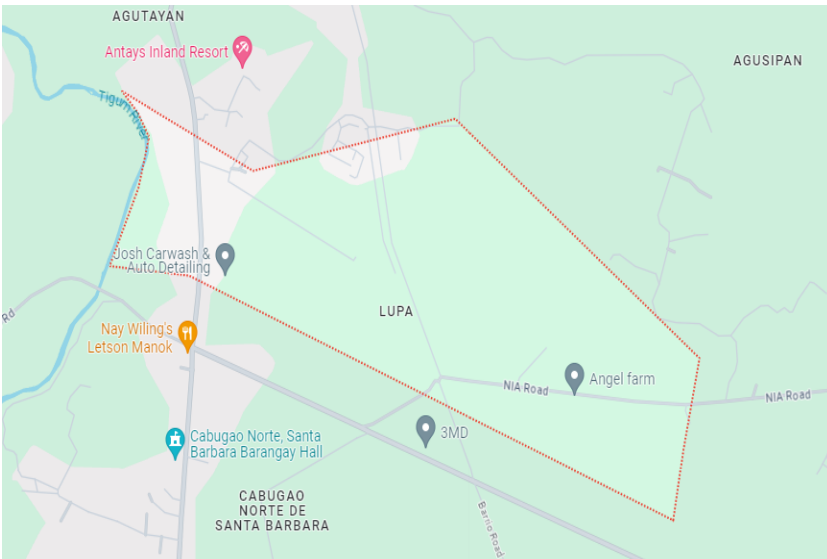 AGUTAYAN
Antays Inland Resort
AGUSIPAN
Tigum River
Josh Carwash &
Auto Detailing
LUPA
Rd
Nay Wiling's
Letson Manok
NIA Road
Angel farm
NIA Road
3MD
Cabugao Norte, Santa
Barbara Barangay Hall
CABUGAO
NORTE DE
SANTA BARBARA
Barrio Road